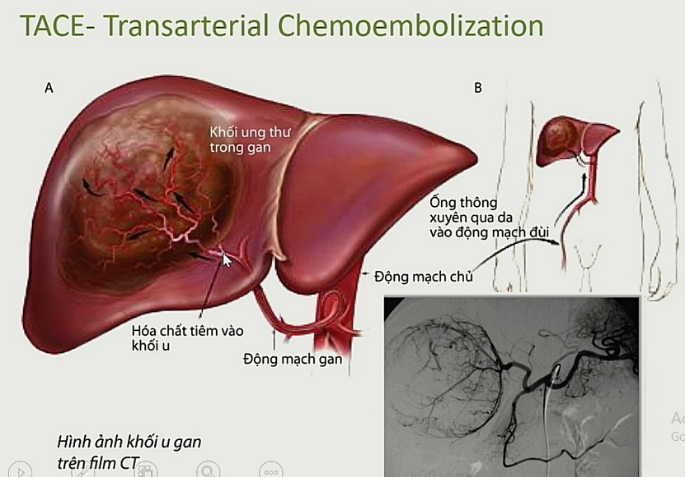 TACE- Transarterial Chemoembolization
A
B
Khối ung thư
trong gan
Ống thông
xuyên qua da
vào động mạch đùi
Động mạch chủ
Hóa chất tiêm vào
khối u
Động mạch gan
Hình ảnh khối u gan
trên film CT